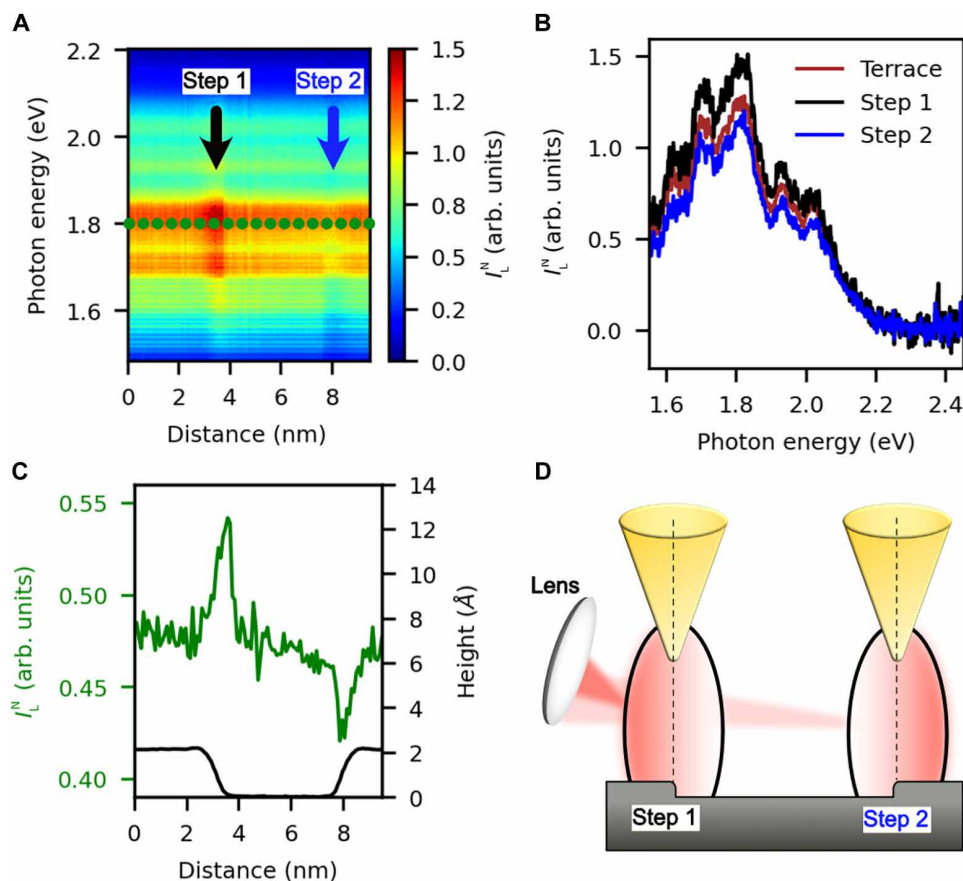 A
2.2
2.0
1.8
1.6
Photon energy (eV)
Step 1
Step 2
0
2
4
6
8
Distance (nm)
1.5
1.2
1.0
0.8
0.5
0.2
0.0
I_L^N (arb. units)
B
1.5
1.0
0.5
0.0
I_L^N (arb. units)
Terrace
Step 1
Step 2
1.6
1.8
2.0
2.2
2.4
Photon energy (eV)
C
0.55
0.50
0.45
0.40
I_L^N (arb. units)
14
12
10
8
6
4
2
0
Height (Å)
0
2
4
6
8
Distance (nm)
D
Lens
Step 1
Step 2